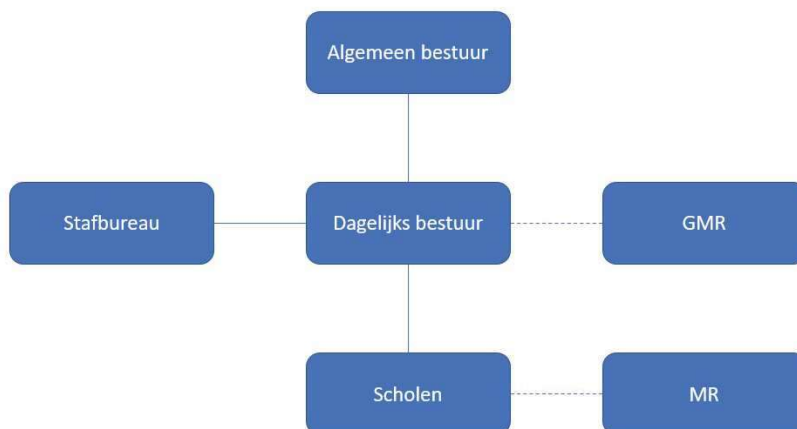 Algemeen bestuur
Stafbureau
Dagelijks bestuur
GMR
Scholen
MR